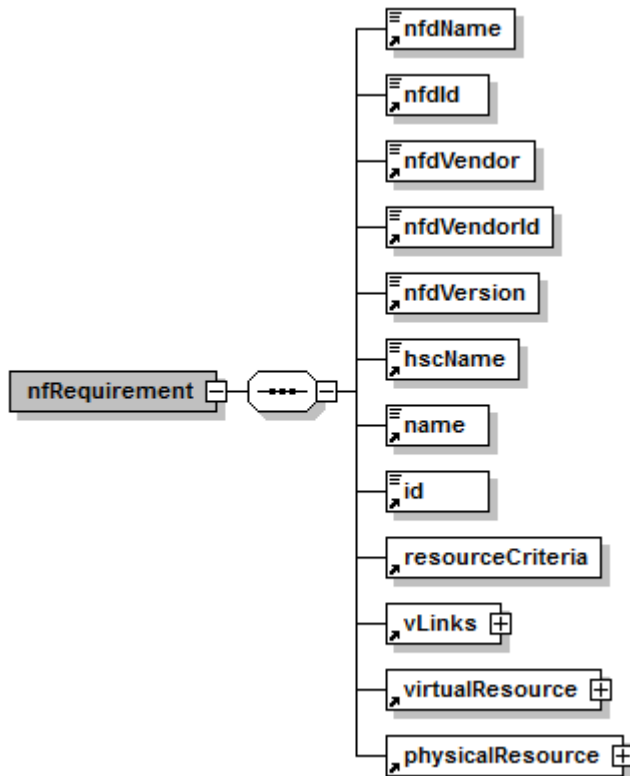 nfdName
nfdId
nfdVendor
nfdVendorId
nfdVersion
hscName
nfRequirement
name
id
resourceCriteria
vLinks
virtualResource
physicalResource